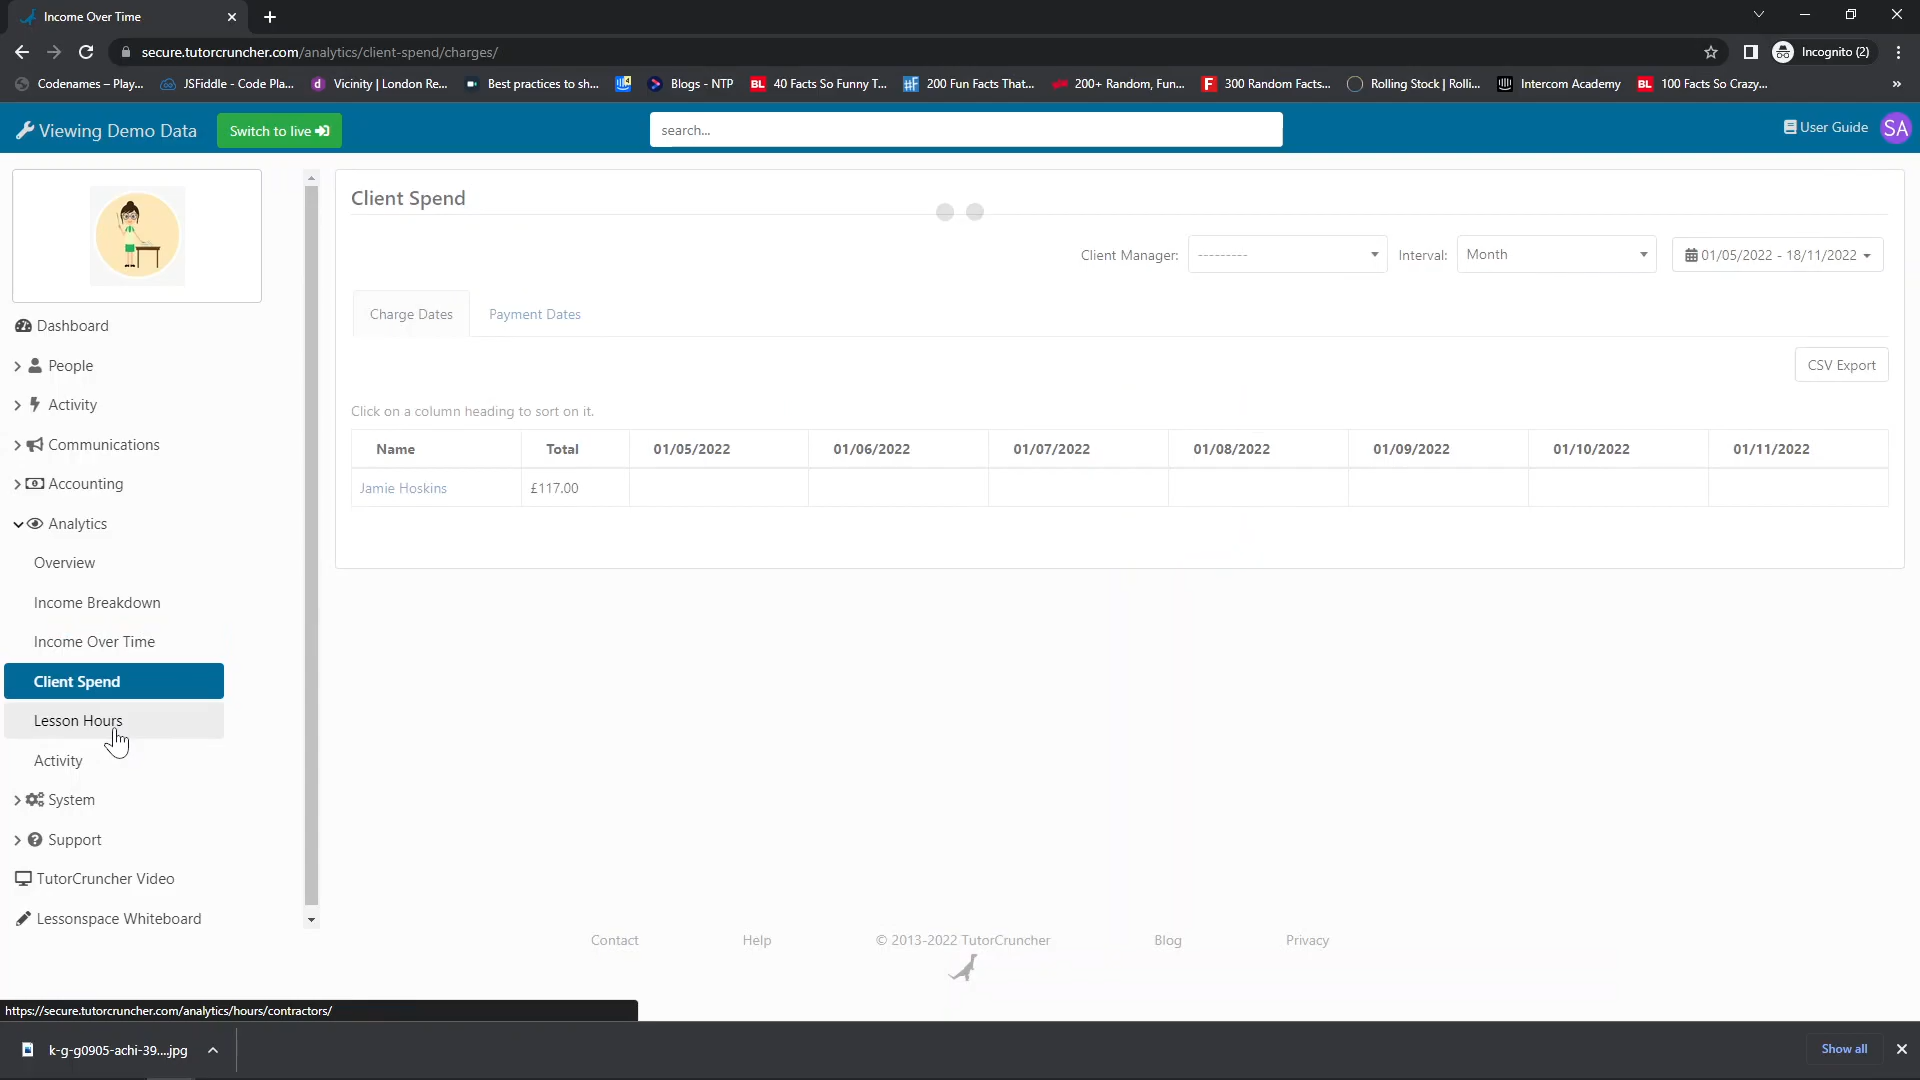 Income Over Time
secure.tutorcruncher.com/analytics/client-spend/charges/
Incognito (2)
Codenames – Play...
JSFiddle - Code Pla...
Vicinity | London Re...
Best practices to sh...
Blogs - NTP
BL 40 Facts So Funny T...
#F 200 Fun Facts That...
200+ Random, Fun...
F 300 Random Facts...
Rolling Stock | Rolli...
Intercom Academy
BL 100 Facts So Crazy...
Viewing Demo Data
Switch to live
search...
User Guide
SA
Dashboard
People
Activity
Communications
Accounting
Analytics
Overview
Income Breakdown
Income Over Time
Client Spend
Lesson Hours
Activity
System
Support
TutorCruncher Video
Lessonspace Whiteboard
Client Spend
Client Manager: --------- Interval: Month 01/05/2022 - 18/11/2022
Charge Dates Payment Dates
CSV Export
Click on a column heading to sort on it.
Name Total 01/05/2022 01/06/2022 01/07/2022 01/08/2022 01/09/2022 01/10/2022 01/11/2022
Jamie Hoskins £117.00
Contact Help © 2013-2022 TutorCruncher Blog Privacy
https://secure.tutorcruncher.com/analytics/hours/contractors/
k-g-g0905-achi-39....jpg
Show all